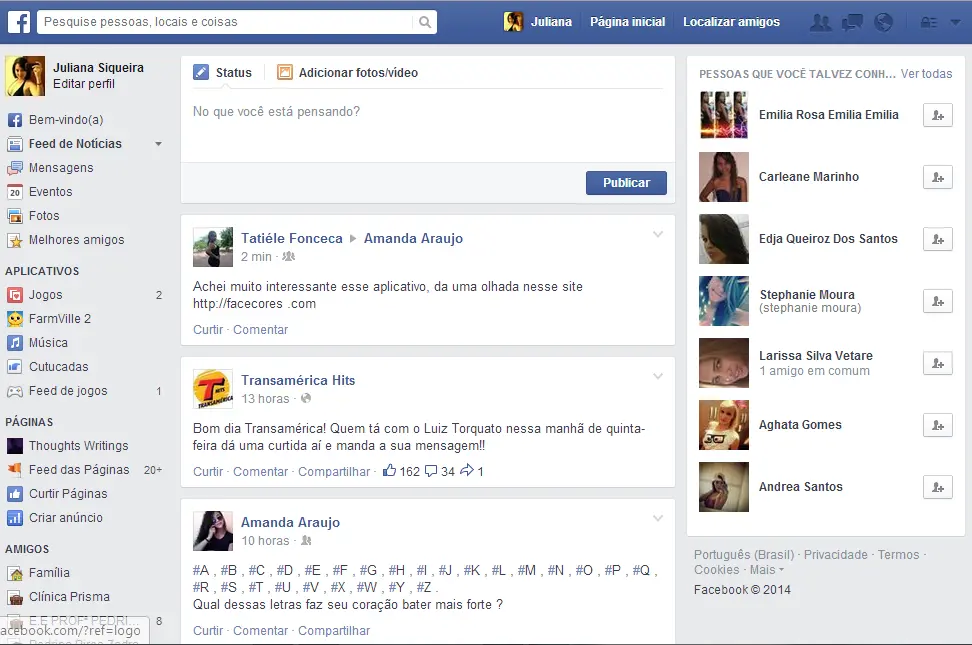 Pesquise pessoas, locais e coisas
Juliana
Página inicial
Localizar amigos
Juliana Siqueira
Editar perfil
Bem-vindo(a)
Feed de Notícias
Mensagens
20 Eventos
Fotos
Melhores amigos
APLICATIVOS
Jogos 2
FarmVille 2
Música
Cutucadas
Feed de jogos 1
PÁGINAS
Thoughts Writings
Feed das Páginas 20+
Curtir Páginas
Criar anúncio
AMIGOS
Família
Clínica Prisma
E.E PROFª PEDRI... 8
acebook.com/?ref=logo
Status
Adicionar fotos/vídeo
No que você está pensando?
Publicar
Tatiéle Fonceca ▸ Amanda Araujo
2 min ·
Achei muito interessante esse aplicativo, da uma olhada nesse site
http://facecores .com
Curtir · Comentar
T HITS
TRANSAMÉRICA
Transamérica Hits
13 horas ·
Bom dia Transamérica! Quem tá com o Luiz Torquato nessa manhã de quinta-
feira dá uma curtida aí e manda a sua mensagem!!
Curtir · Comentar · Compartilhar · 162 34 1
Amanda Araujo
10 horas ·
#A , #B , #C , #D , #E , #F , #G , #H , #I , #J , #K , #L , #M , #N , #O , #P , #Q ,
#R , #S , #T , #U , #V , #X , #W , #Y , #Z .
Qual dessas letras faz seu coração bater mais forte ?
Curtir · Comentar · Compartilhar
PESSOAS QUE VOCÊ TALVEZ CONH... Ver todas
Emilia Rosa Emilia Emilia
Carleane Marinho
Edja Queiroz Dos Santos
Stephanie Moura
(stephanie moura)
Larissa Silva Vetare
1 amigo em comum
Aghata Gomes
Andrea Santos
Português (Brasil) · Privacidade · Termos ·
Cookies · Mais
Facebook © 2014